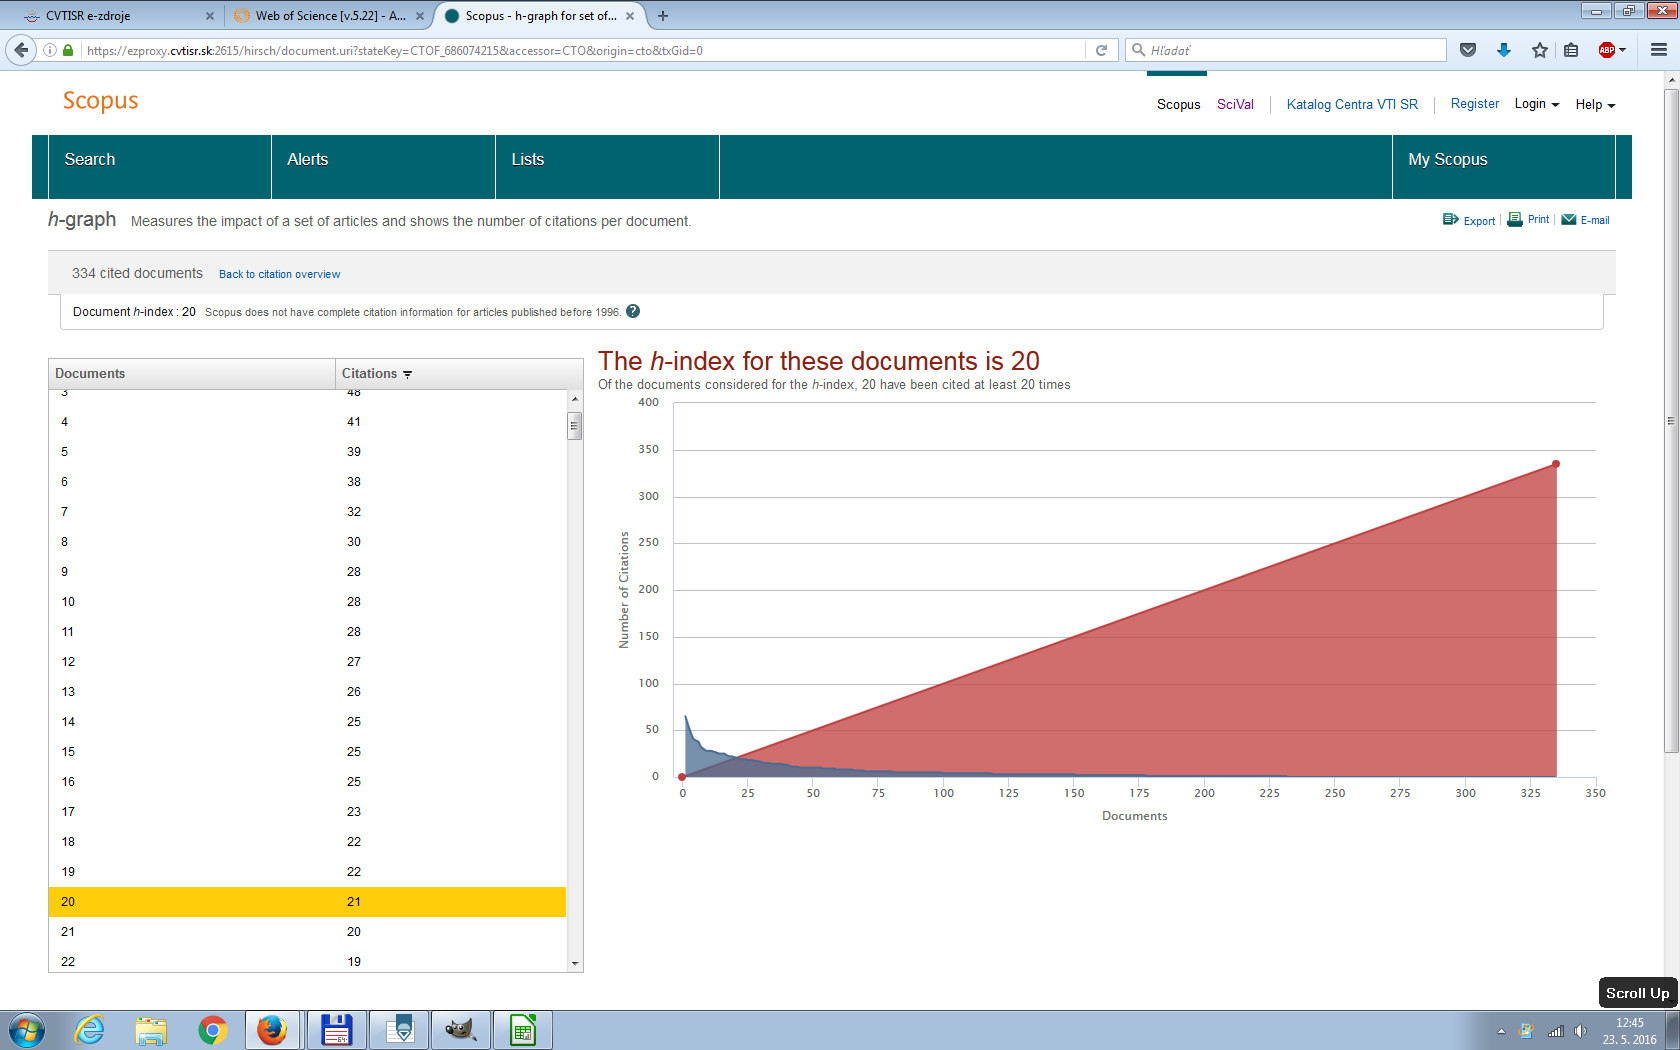 CVTISR e-zdroje
Web of Science [v.5.22] - A...
Scopus - h-graph for set of...
https://ezproxy.cvtisr.sk:2615/hirsch/document.uri?stateKey=CTOF_686074215&accessor=CTO&origin=cto&txGid=0
Hľadať
ABP
Scopus
Scopus SciVal Katalog Centra VTI SR Register Login Help
Search Alerts Lists My Scopus
h-graph Measures the impact of a set of articles and shows the number of citations per document.
Export Print E-mail
334 cited documents Back to citation overview
Document h-index : 20 Scopus does not have complete citation information for articles published before 1996. ?
Documents Citations
3 48
4 41
5 39
6 38
7 32
8 30
9 28
10 28
11 28
12 27
13 26
14 25
15 25
16 25
17 23
18 22
19 22
20 21
21 20
22 19
The h-index for these documents is 20
Of the documents considered for the h-index, 20 have been cited at least 20 times
400
350
300
250
200
150
100
50
0
Number of Citations
0 25 50 75 100 125 150 175 200 225 250 275 300 325 350
Documents
Scroll Up
64
12:45
23. 5. 2016